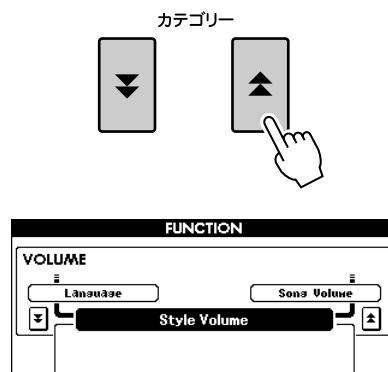 カテゴリー
FUNCTION
VOLUME
Language
Song Volume
Style Volume